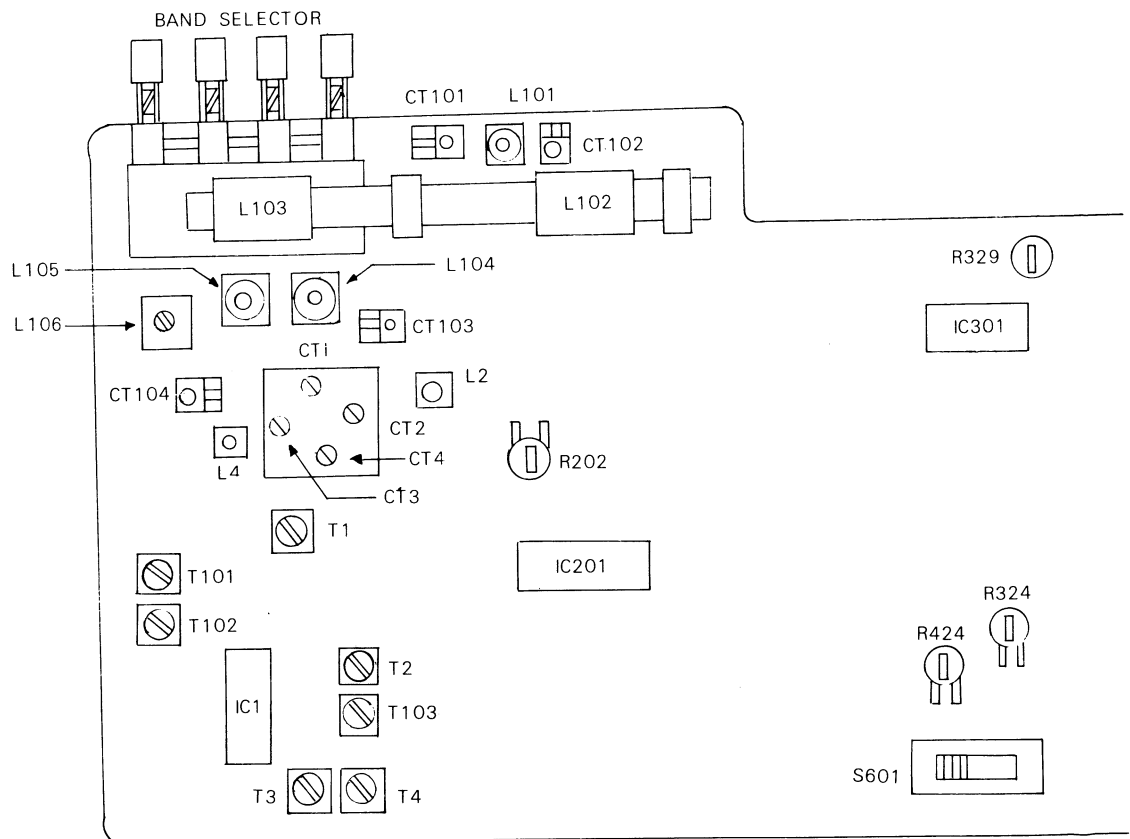 BAND SELECTOR
CT101
L101
CT102
L103
L102
L105
L104
R329
L106
CT103
IC301
CTi
CT104
L2
CT2
CT4
R202
L4
CT3
T1
IC201
T101
T102
R324
R424
T2
IC1
T103
S601
T3
T4